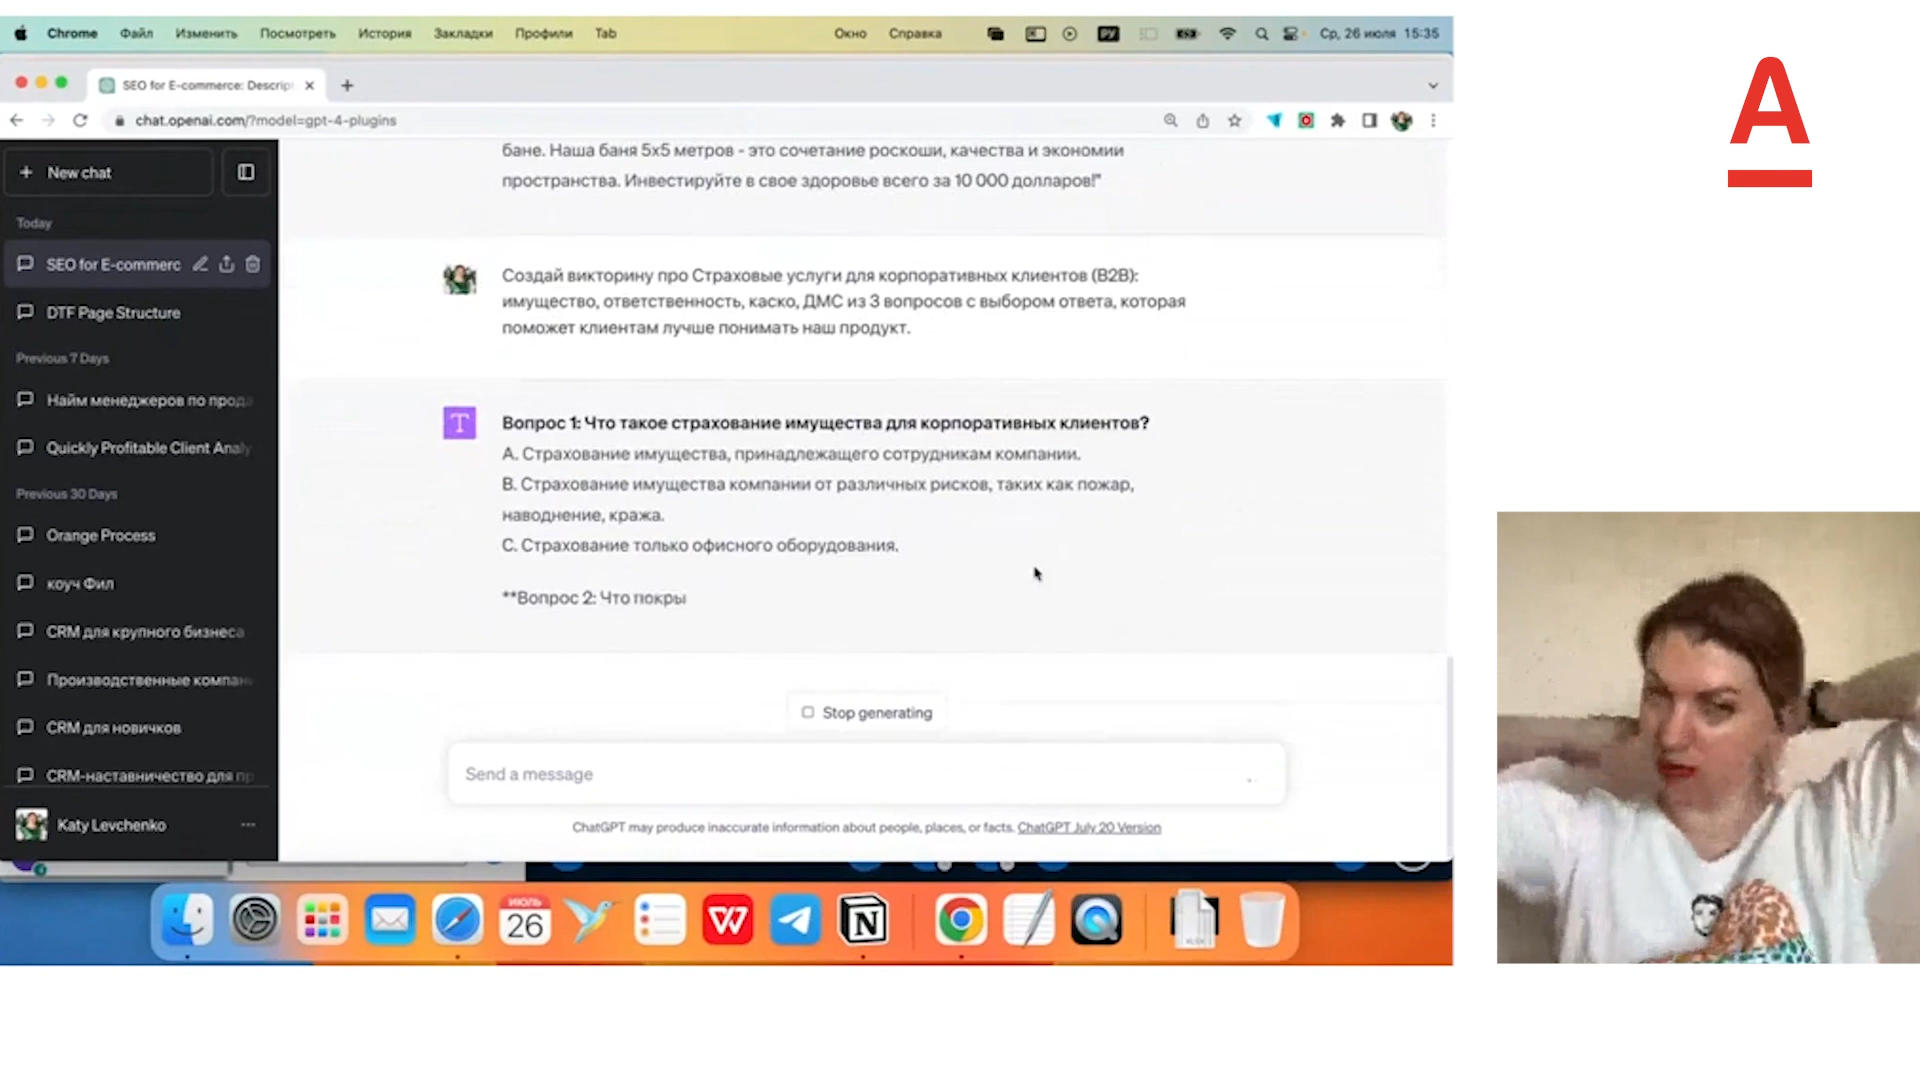 Chrome Файл Изменить Посмотреть История Закладки Профили Tab Окно Справка РУ Ср, 26 июля 15:35
SEO for E-commerce: Descrip
chat.openai.com/?model=gpt-4-plugins
A
New chat
Today
SEO for E-commerc
DTF Page Structure
Previous 7 Days
Найм менеджеров по прода
Quickly Profitable Client Analy
Previous 30 Days
Orange Process
коуч Фил
CRM для крупного бизнеса
Производственные компан
CRM для новичков
CRM-наставничество для пр
Katy Levchenko
бане. Наша баня 5x5 метров - это сочетание роскоши, качества и экономии
пространства. Инвестируйте в свое здоровье всего за 10 000 долларов!"
Создай викторину про Страховые услуги для корпоративных клиентов (B2B):
имущество, ответственность, каско, ДМС из 3 вопросов с выбором ответа, которая
поможет клиентам лучше понимать наш продукт.
T
Вопрос 1: Что такое страхование имущества для корпоративных клиентов?
A. Страхование имущества, принадлежащего сотрудникам компании.
B. Страхование имущества компании от различных рисков, таких как пожар,
наводнение, кража.
C. Страхование только офисного оборудования.
**Вопрос 2: Что покры
Stop generating
Send a message
ChatGPT may produce inaccurate information about people, places, or facts. ChatGPT July 20 Version
ИЮЛЬ
26
W
N
XLSX